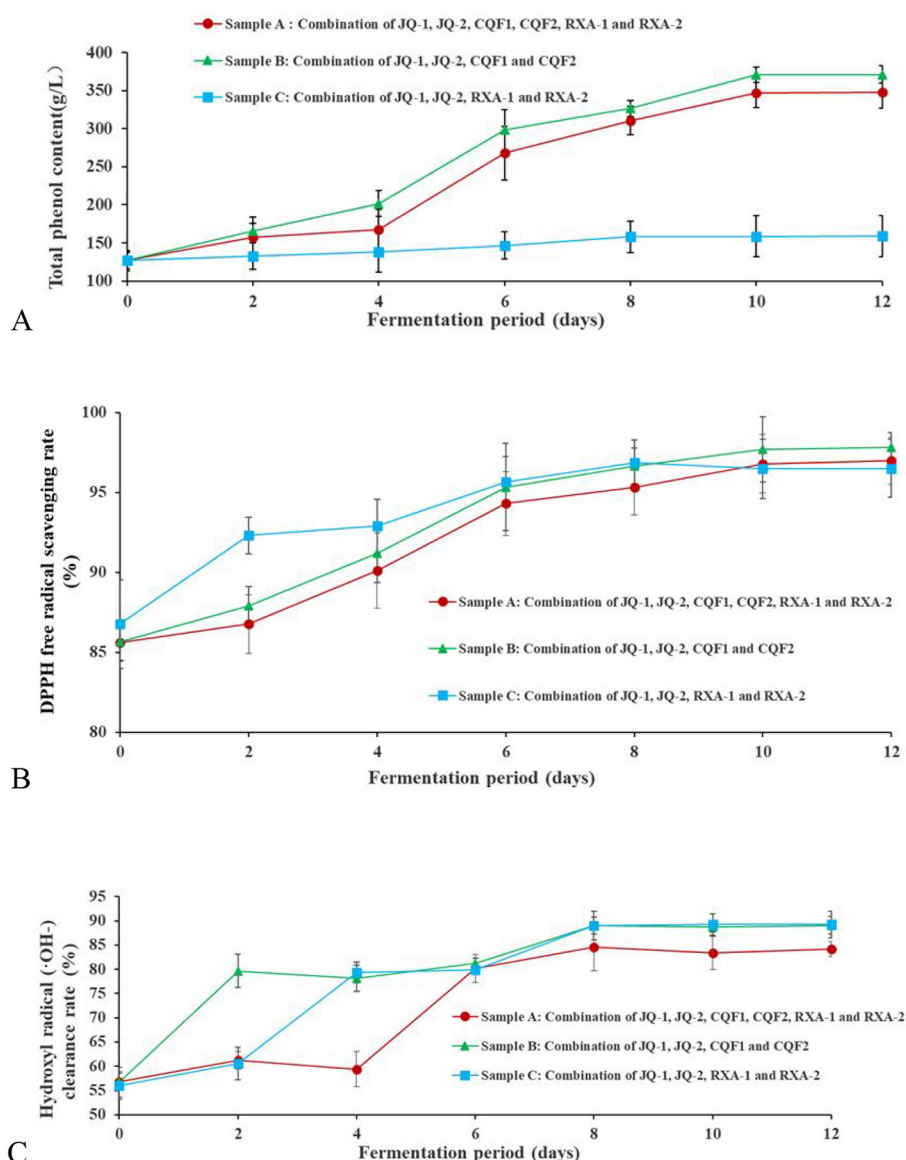 Sample A : Combination of JQ-1, JQ-2, CQF1, CQF2, RXA-1 and RXA-2
Sample B: Combination of JQ-1, JQ-2, CQF1 and CQF2
Sample C: Combination of JQ-1, JQ-2, RXA-1 and RXA-2
Total phenol content(g/L)
400
350
300
250
200
150
100
0 2 4 6 8 10 12
Fermentation period (days)
A
DPPH free radical scavenging rate
(%)
100
95
90
85
80
Sample A: Combination of JQ-1, JQ-2, CQF1, CQF2, RXA-1 and RXA-2
Sample B: Combination of JQ-1, JQ-2, CQF1 and CQF2
Sample C: Combination of JQ-1, JQ-2, RXA-1 and RXA-2
0 2 4 6 8 10 12
Fermentation period (days)
B
Hydroxyl radical (·OH-)
clearance rate (%)
95
90
85
80
75
70
65
60
55
50
Sample A: Combination of JQ-1, JQ-2, CQF1, CQF2, RXA-1 and RXA-2
Sample B: Combination of JQ-1, JQ-2, CQF1 and CQF2
Sample C: Combination of JQ-1, JQ-2, RXA-1 and RXA-2
0 2 4 6 8 10 12
Fermentation period (days)
C